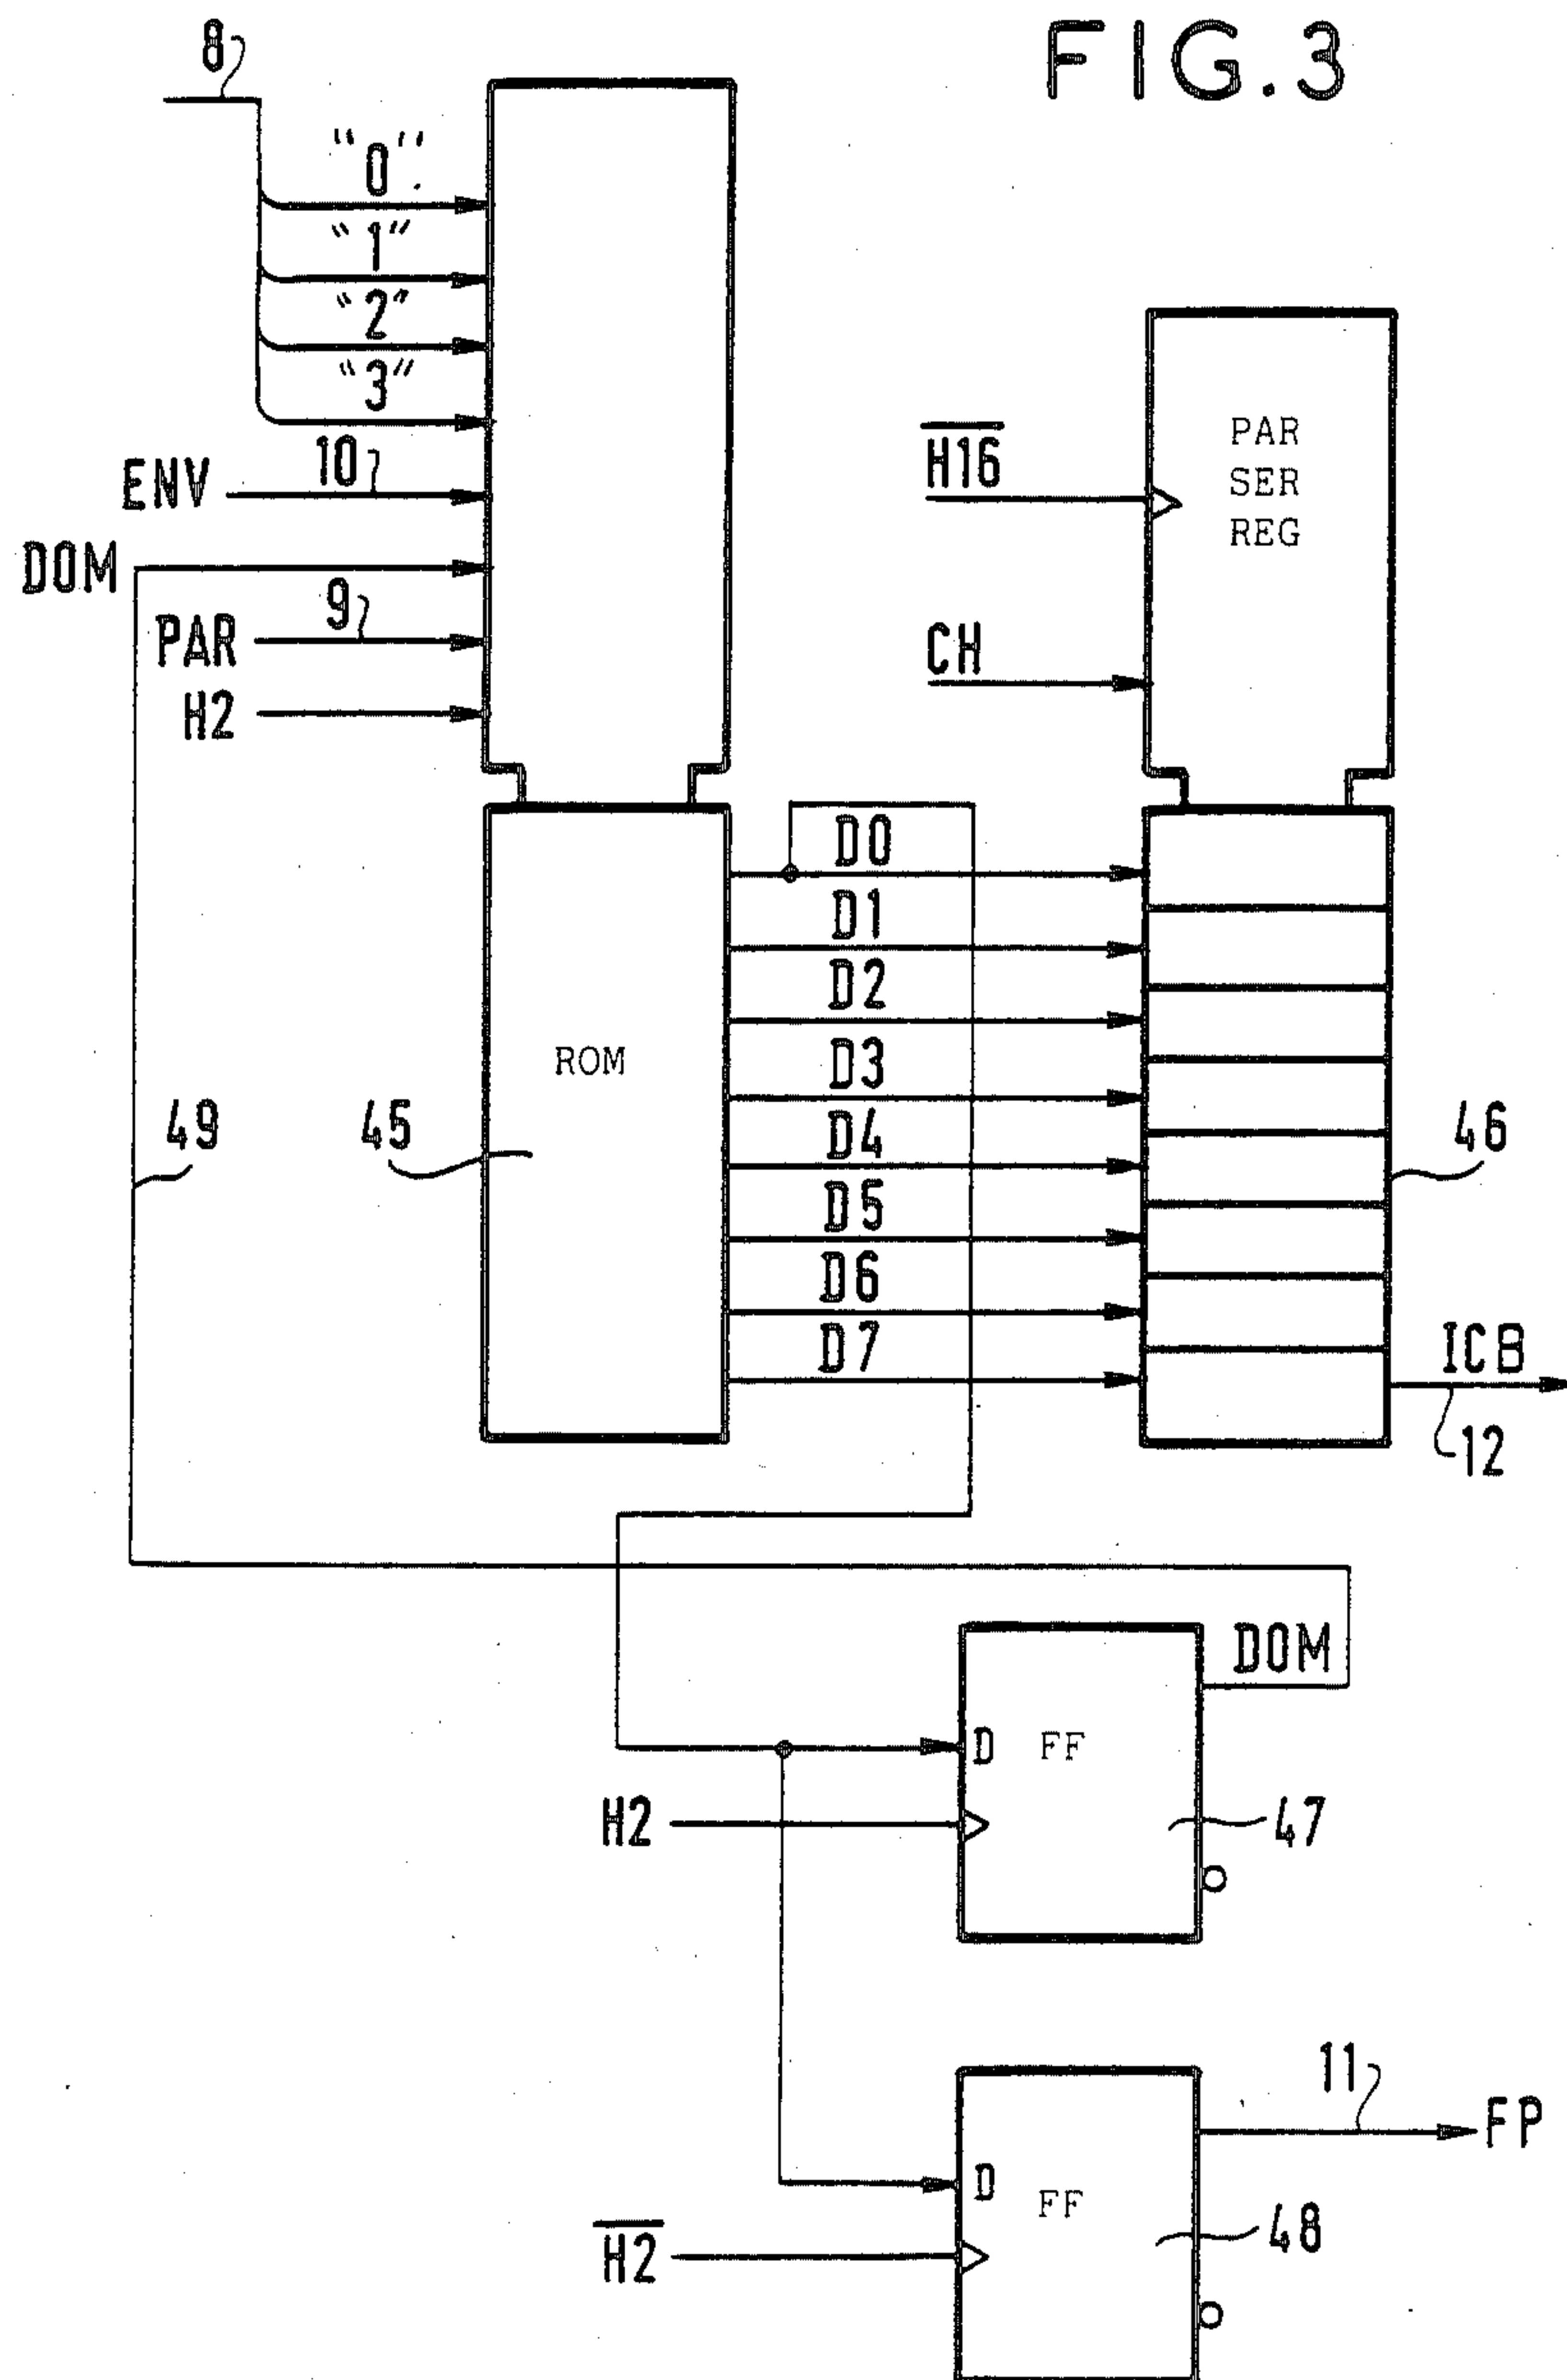 FIG.3
8
"0"
"1"
"2"
"3"
ENV
10
DOM
PAR
9
H2
H16
CH
PAR
SER
REG
D0
D1
D2
D3
D4
D5
D6
D7
ROM
45
49
46
ICB
12
DOM
D FF
H2
47
11
FP
D FF
H2
48